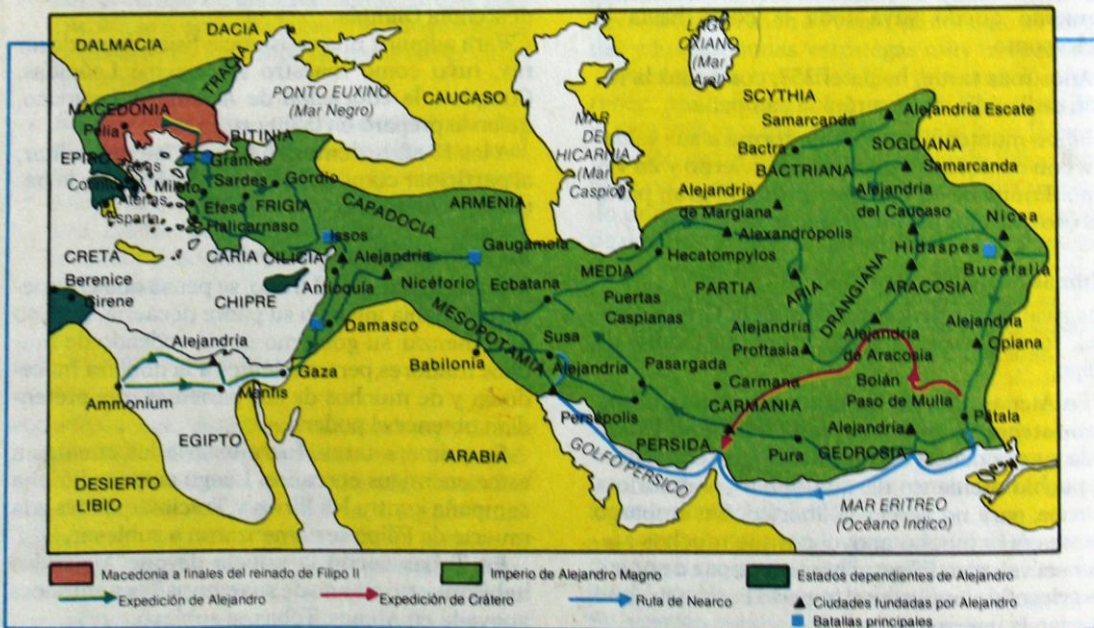 DALMACIA
DACIA
TRACIA
MACEDONIA
Pelia
EPIRO
BITINIA
Gránico
Sardes
Gordio
Mileto
Efeso
FRIGIA
Halicarnaso
Atenas
Esparta
CRETA
CARIA
CILICIA
Issos
Alejandría
Antioquía
CHIPRE
Berenice
Sirene
PONTO EUXINO
(Mar Negro)
CAUCASO
CAPADOCIA
ARMENIA
Nicéforio
Gaugamela
MESOPOTAMIA
Damasco
Babilonia
Alejandría
Gaza
Menfis
Ammonium
EGIPTO
DESIERTO
LIBIO
ARABIA
MAR
DE
HICARNIA
(Mar
Caspio)
LAGO
OXIANO
(Mar
Aral)
SCYTHIA
Samarcanda
Alejandría Escate
Bactra
SOGDIANA
BACTRIANA
Samarcanda
Alejandría
de Margiana
Alejandría
del Caucaso
Alexandrópolis
Nicea
Hidaspes
Bucefalia
Hecatompylos
MEDIA
Ecbatana
PARTIA
ARIA
DRANGIANA
ARACOSIA
Puertas
Caspianas
Susa
Alejandría
Alejandría
Proftasia
Alejandría
de Aracosia
Alejandría
Opiana
Pasargada
Carmana
Bolán
Paso de Mulla
Persépolis
CARMANIA
Pátala
PERSIDA
Pura
GEDROSIA
Alejandría
GOLFO PERSICO
MAR ERITREO
(Océano Indico)
Macedonia a finales del reinado de Filipo II
Imperio de Alejandro Magno
Estados dependientes de Alejandro
Expedición de Alejandro
Expedición de Crátero
Ruta de Nearco
Ciudades fundadas por Alejandro
Batallas principales